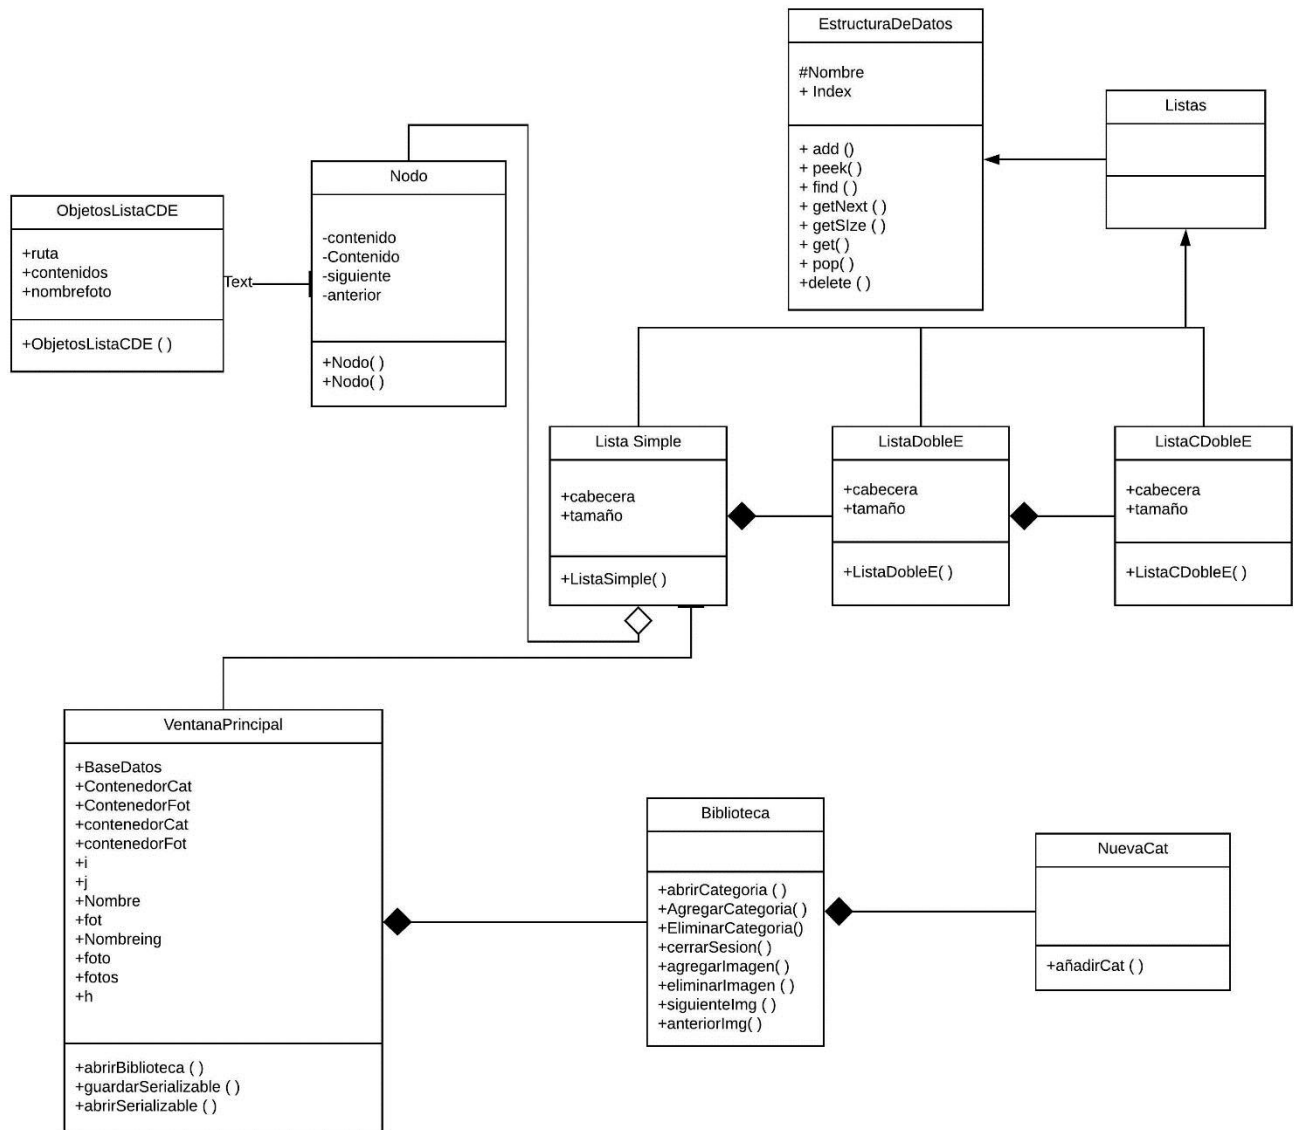 EstructuraDeDatos
#Nombre
+ Index
+ add ()
+ peek( )
+ find ( )
+ getNext ( )
+ getSIze ( )
+ get( )
+ pop( )
+delete ( )
Listas
Nodo
-contenido
-Contenido
-siguiente
-anterior
+Nodo( )
+Nodo( )
ObjetosListaCDE
+ruta
+contenidos
+nombrefoto
+ObjetosListaCDE ( )
Text
Lista Simple
+cabecera
+tamaño
+ListaSimple( )
ListaDobleE
+cabecera
+tamaño
+ListaDobleE( )
ListaCDobleE
+cabecera
+tamaño
+ListaCDobleE( )
VentanaPrincipal
+BaseDatos
+ContenedorCat
+ContenedorFot
+contenedorCat
+contenedorFot
+i
+j
+Nombre
+fot
+Nombreing
+foto
+fotos
+h
+abrirBiblioteca ( )
+guardarSerializable ( )
+abrirSerializable ( )
Biblioteca
+abrirCategoria ( )
+AgregarCategoria( )
+EliminarCategoria()
+cerrarSesion( )
+agregarImagen( )
+eliminarImagen ( )
+siguienteImg ( )
+anteriorImg( )
NuevaCat
+añadirCat ( )